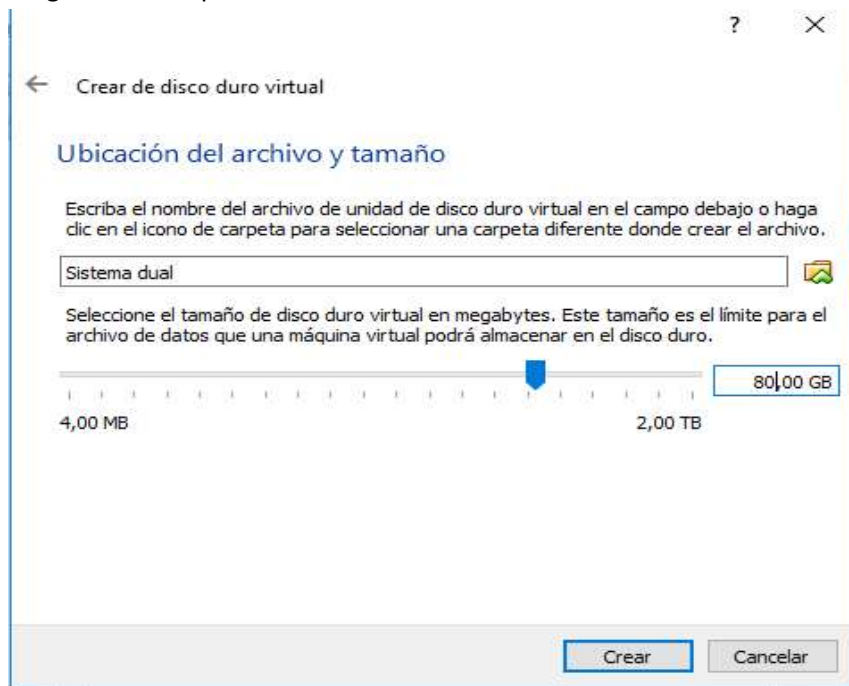 ?
Crear de disco duro virtual
Ubicación del archivo y tamaño
Escriba el nombre del archivo de unidad de disco duro virtual en el campo debajo o haga
clic en el icono de carpeta para seleccionar una carpeta diferente donde crear el archivo.
Sistema dual
Seleccione el tamaño de disco duro virtual en megabytes. Este tamaño es el límite para el
archivo de datos que una máquina virtual podrá almacenar en el disco duro.
80,00 GB
4,00 MB 2,00 TB
Crear Cancelar